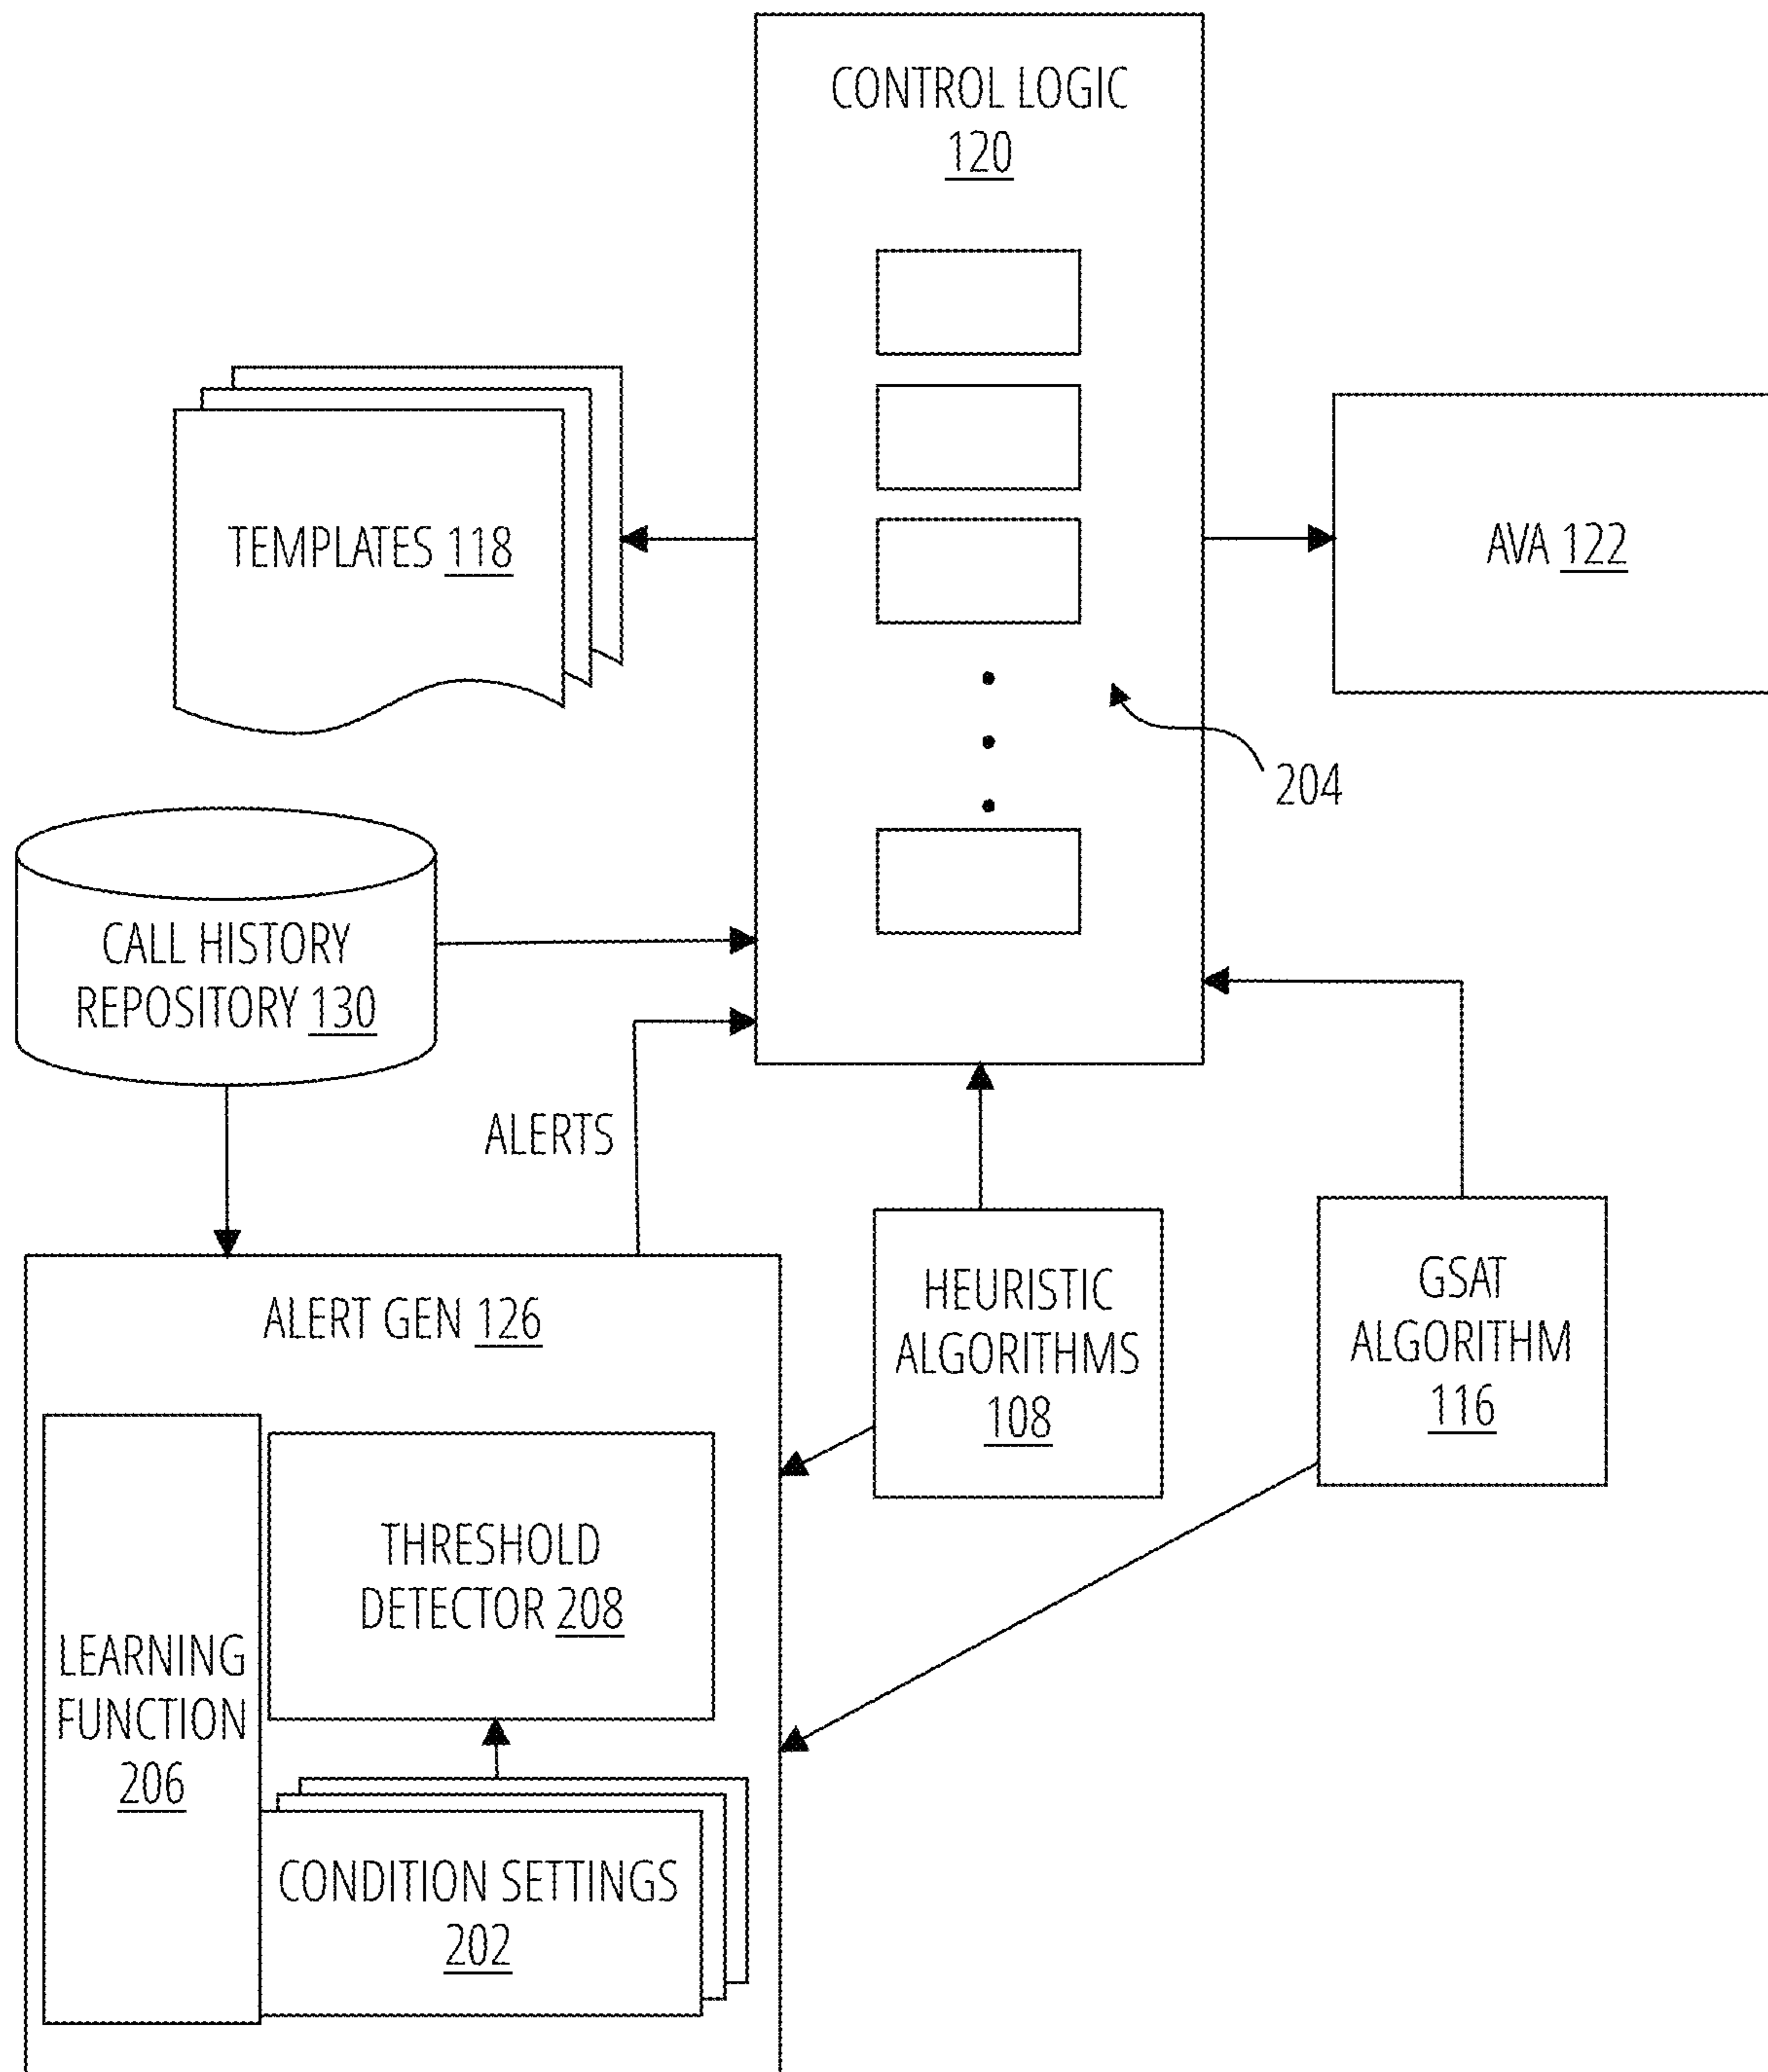 CONTROL LOGIC
120
TEMPLATES 118
AVA 122
204
CALL HISTORY
REPOSITORY 130
ALERTS
ALERT GEN 126
HEURISTIC
ALGORITHMS
108
GSAT
ALGORITHM
116
LEARNING
FUNCTION
206
THRESHOLD
DETECTOR 208
CONDITION SETTINGS
202